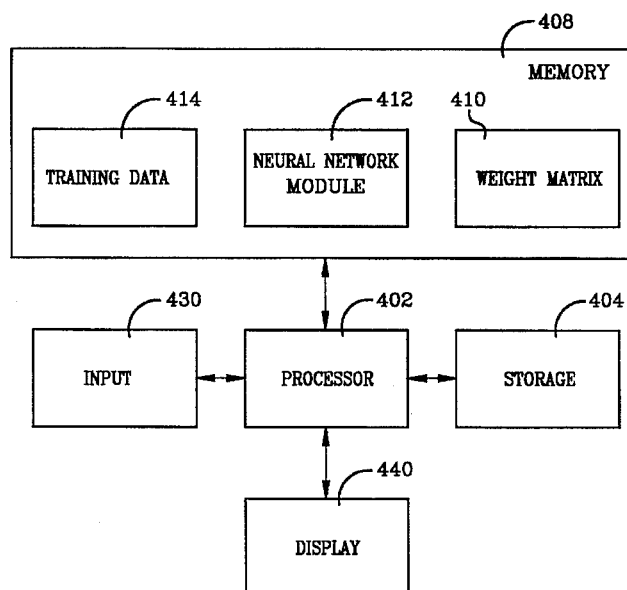 408
MEMORY
414
412
410
TRAINING DATA
NEURAL NETWORK
MODULE
WEIGHT MATRIX
430
402
404
INPUT
PROCESSOR
STORAGE
440
DISPLAY